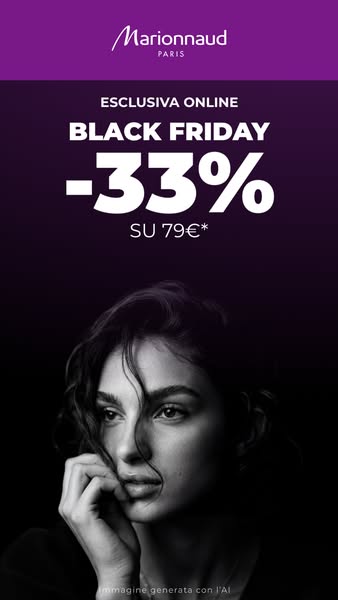 Marionnaud
PARIS
ESCLUSIVA ONLINE
BLACK FRIDAY
-33%
SU 79€*
Immagine generata con l'AI